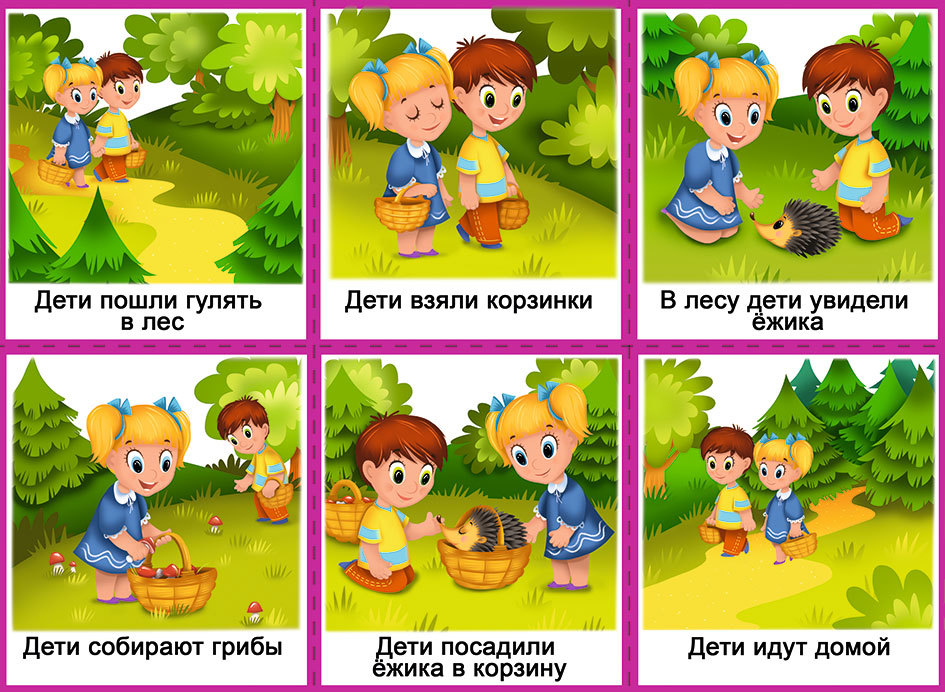 Дети пошли гулять
в лес
Дети взяли корзинки
В лесу дети увидели
ёжика
Дети собирают грибы
Дети посадили
ёжика в корзину
Дети идут домой